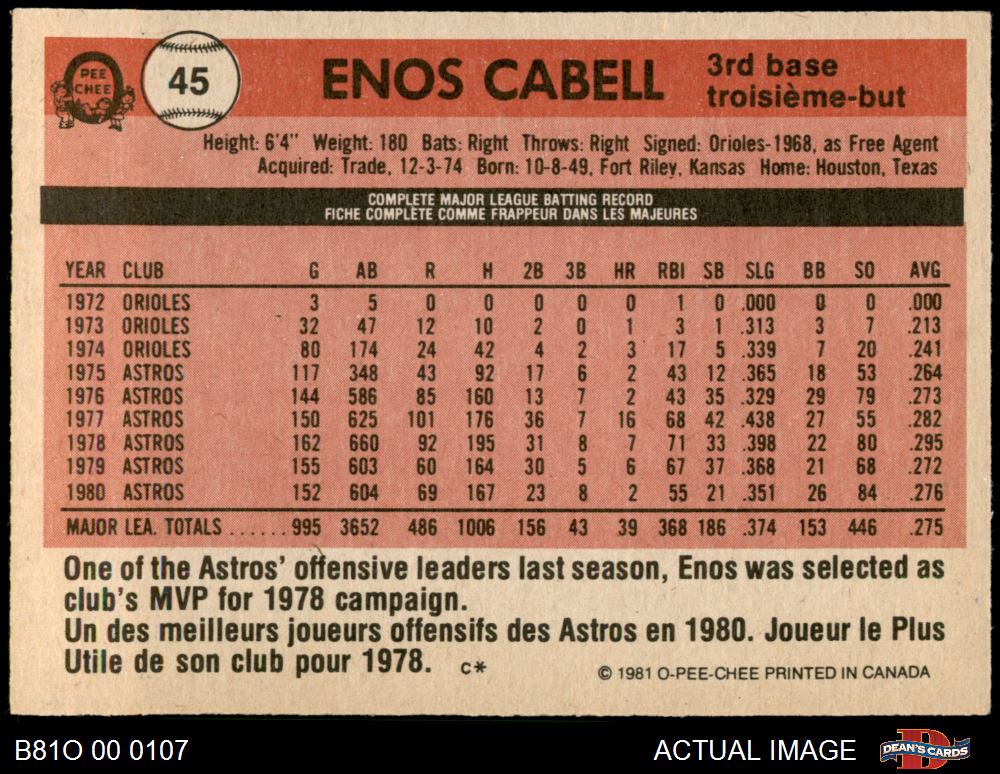 O
PEE
CHEE
45
ENOS CABELL
3rd base
troisième-but
Height: 6'4" Weight: 180 Bats: Right Throws: Right Signed: Orioles-1968, as Free Agent
Acquired: Trade, 12-3-74 Born: 10-8-49, Fort Riley, Kansas Home: Houston, Texas
COMPLETE MAJOR LEAGUE BATTING RECORD
FICHE COMPLÈTE COMME FRAPPEUR DANS LES MAJEURES
YEAR CLUB G AB R H 2B 3B HR RBI SB SLG BB SO AVG
1972 ORIOLES 3 5 0 0 0 0 0 1 0 .000 0 0 .000
1973 ORIOLES 32 47 12 10 2 0 1 3 1 .313 3 7 .213
1974 ORIOLES 80 174 24 42 4 2 3 17 5 .339 7 20 .241
1975 ASTROS 117 348 43 92 17 6 2 43 12 .365 18 53 .264
1976 ASTROS 144 586 85 160 13 7 2 43 35 .329 29 79 .273
1977 ASTROS 150 625 101 176 36 7 16 68 42 .438 27 55 .282
1978 ASTROS 162 660 92 195 31 8 7 71 33 .398 22 80 .295
1979 ASTROS 155 603 60 164 30 5 6 67 37 .368 21 68 .272
1980 ASTROS 152 604 69 167 23 8 2 55 21 .351 26 84 .276
MAJOR LEA. TOTALS ...... 995 3652 486 1006 156 43 39 368 186 .374 153 446 .275
One of the Astros' offensive leaders last season, Enos was selected as
club's MVP for 1978 campaign.
Un des meilleurs joueurs offensifs des Astros en 1980. Joueur le Plus
Utile de son club pour 1978. C*
© 1981 O-PEE-CHEE PRINTED IN CANADA
B81O 00 0107
ACTUAL IMAGE
DEAN'S CARDS